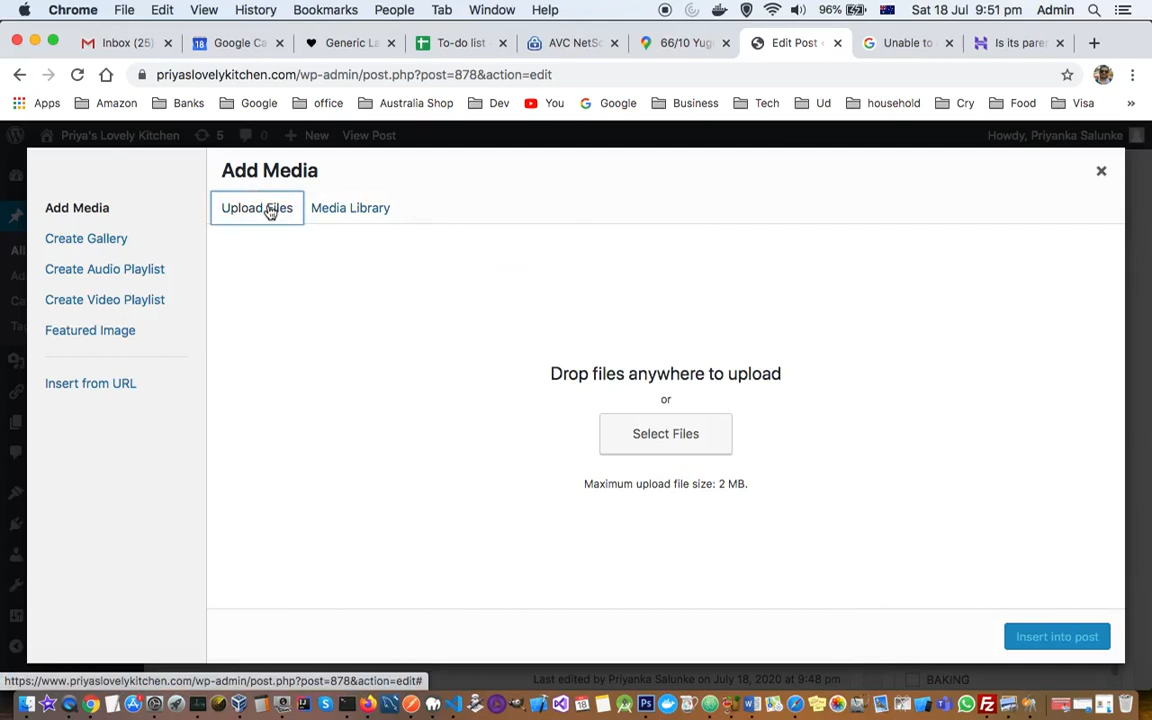 Chrome File Edit View History Bookmarks People Tab Window Help 96% Sat 18 Jul 9:51 pm Admin
Inbox (25) Google Ca Generic La To-do list AVC NetSc 66/10 Yug Edit Post Unable to Is its pare
priyaslovelykitchen.com/wp-admin/post.php?post=878&action=edit
Apps Amazon Banks Google office Australia Shop Dev You Google Business Tech Ud household Cry Food Visa »
Priya's Lovely Kitchen 5 0 New View Post Howdy, Priyanka Salunke
Add Media
Add Media
Upload Files Media Library
Create Gallery
Create Audio Playlist
Create Video Playlist
Featured Image
Insert from URL
Drop files anywhere to upload
or
Select Files
Maximum upload file size: 2 MB.
Insert into post
https://www.priyaslovelykitchen.com/wp-admin/post.php?post=878&action=edit#
Last edited by Priyanka Salunke on July 18, 2020 at 9:48 pm
BAKING